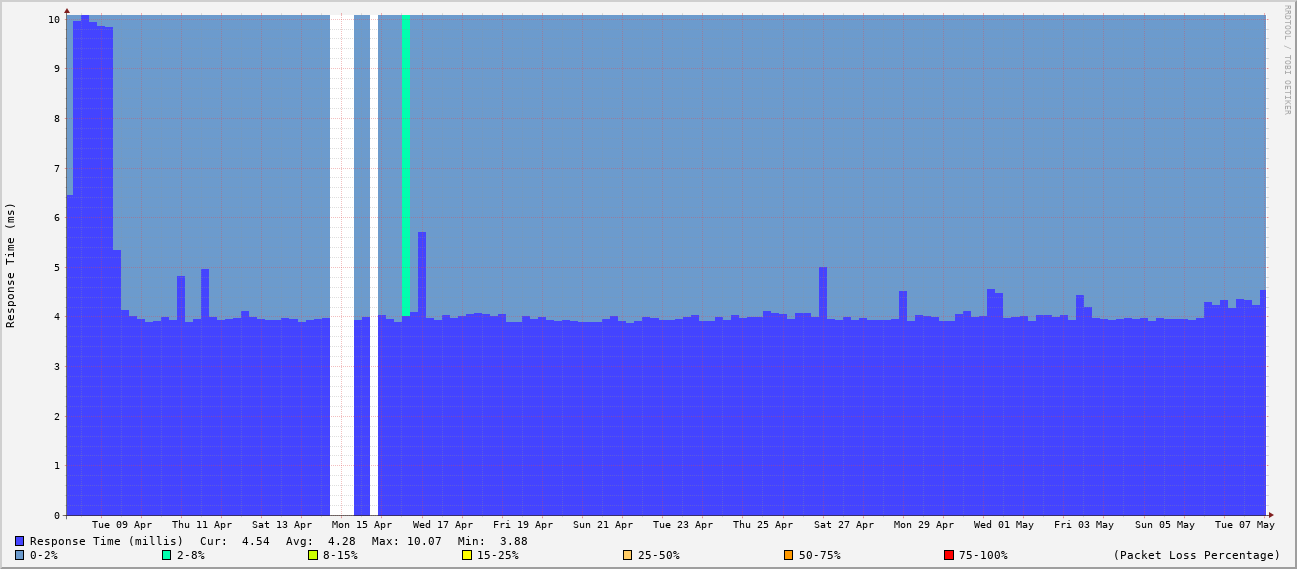 RRDTOOL / TOBI OETIKER
Response Time (ms)
10
9
8
7
6
5
4
3
2
1
0
Tue 09 Apr Thu 11 Apr Sat 13 Apr Mon 15 Apr Wed 17 Apr Fri 19 Apr Sun 21 Apr Tue 23 Apr Thu 25 Apr Sat 27 Apr Mon 29 Apr Wed 01 May Fri 03 May Sun 05 May Tue 07 May
Response Time (millis) Cur: 4.54 Avg: 4.28 Max: 10.07 Min: 3.88
0-2% 2-8% 8-15% 15-25% 25-50% 50-75% 75-100% (Packet Loss Percentage)